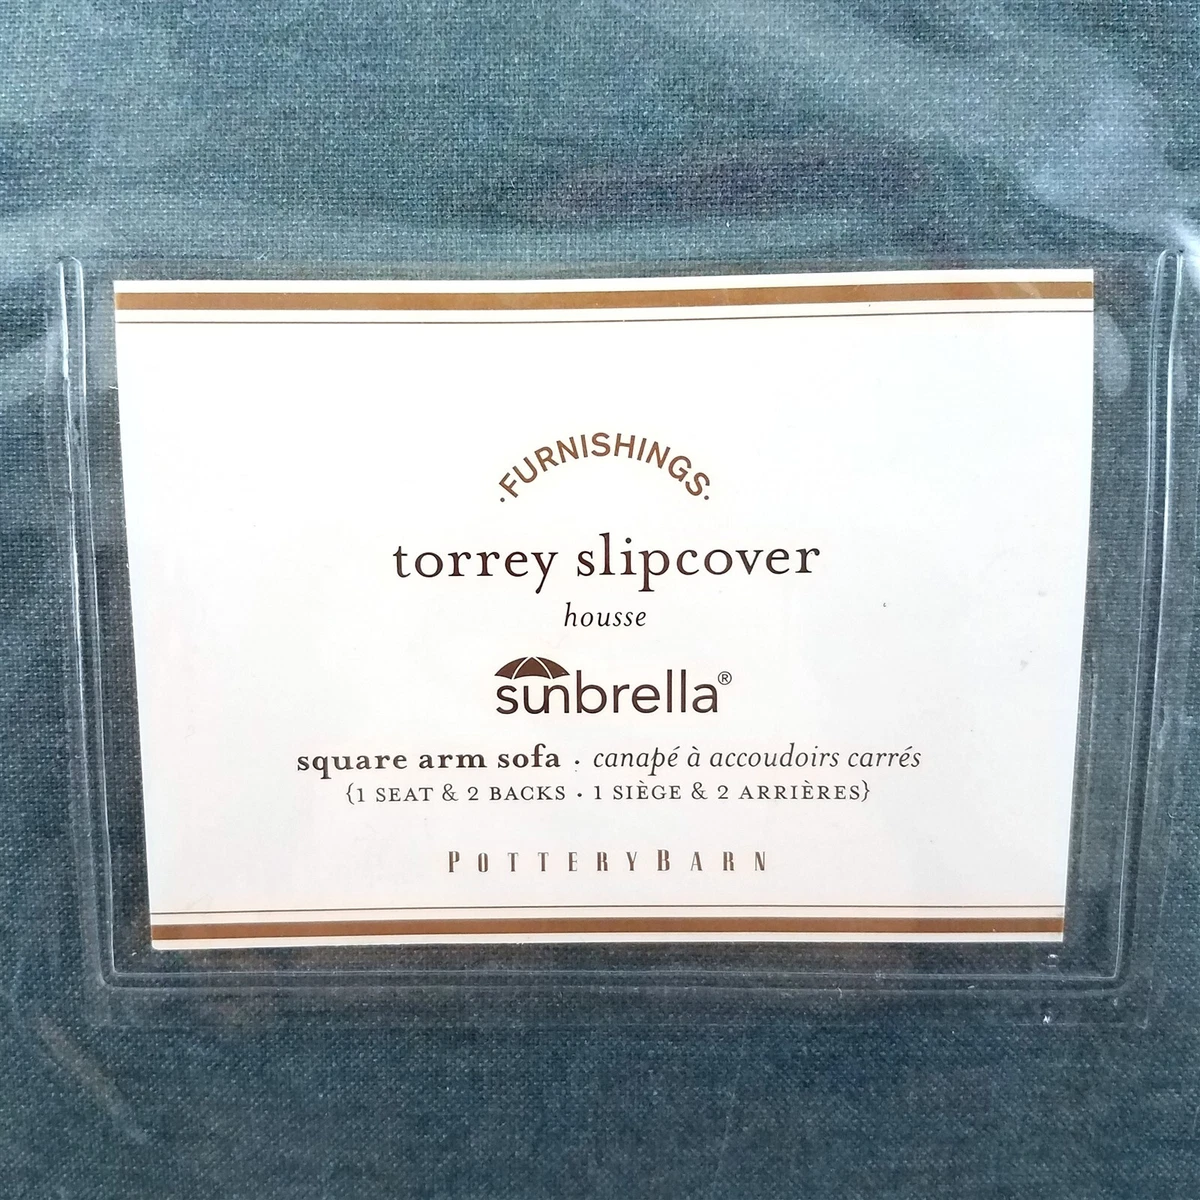 ·FURNISHINGS·
torrey slipcover
housse
sunbrella®
square arm sofa · canapé à accoudoirs carrés
{1 SEAT & 2 BACKS · 1 SIÈGE & 2 ARRIÈRES}
POTTERYBARN